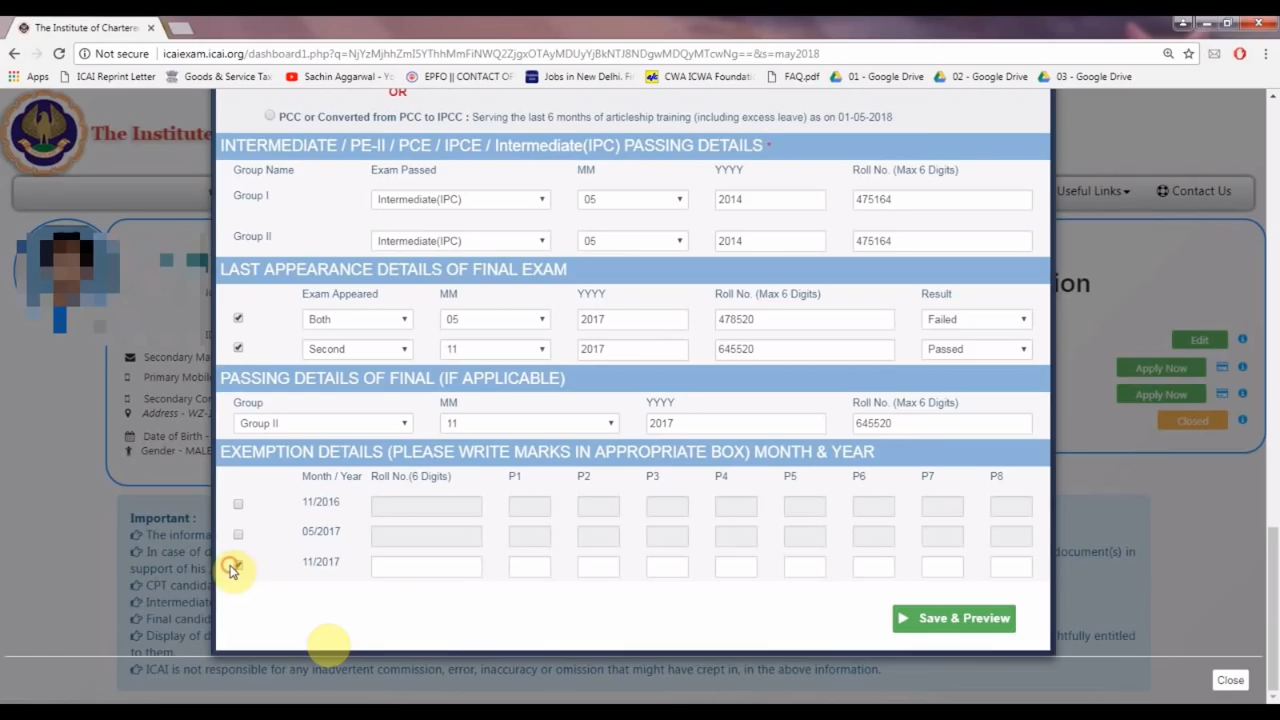 The Institute of Chartere
Not secure
icaiexam.icai.org/dashboard1.php?q=NjYzMjhhZmI5YThhMmFiNWQ2ZjgxOTAyMDUyYjBkNTJ8NDgwMDQyMTcwNg==&s=may2018
Apps ICAI Reprint Letter Goods & Service Tax Sachin Aggarwal - Yo EPFO || CONTACT OF Jobs in New Delhi. Fi CWA ICWA Foundati FAQ.pdf 01 - Google Drive 02 - Google Drive 03 - Google Drive
The Institut
OR
PCC or Converted from PCC to IPCC : Serving the last 6 months of articleship training (including excess leave) as on 01-05-2018
INTERMEDIATE / PE-II / PCE / IPCE / Intermediate(IPC) PASSING DETAILS *
Group Name Exam Passed MM YYYY Roll No. (Max 6 Digits)
Group I Intermediate(IPC) 05 2014 475164
Group II Intermediate(IPC) 05 2014 475164
LAST APPEARANCE DETAILS OF FINAL EXAM
Exam Appeared MM YYYY Roll No. (Max 6 Digits) Result
Both 05 2017 478520 Failed
Second 11 2017 645520 Passed
PASSING DETAILS OF FINAL (IF APPLICABLE)
Group MM YYYY Roll No. (Max 6 Digits)
Group II 11 2017 645520
EXEMPTION DETAILS (PLEASE WRITE MARKS IN APPROPRIATE BOX) MONTH & YEAR
Month / Year Roll No.(6 Digits) P1 P2 P3 P4 P5 P6 P7 P8
11/2016
05/2017
11/2017
Save & Preview
Close
Useful Links
Contact Us
ion
Edit
Apply Now
Apply Now
Closed
Secondary Ma
Primary Mobil
Secondary Con
Address - WZ-1
Date of Birth -
Gender - MALE
Important :
The informa
In case of d document(s) in
support of his
CPT candida
Intermediate
Final candid
Display of d htfully entitled
to them.
ICAI is not responsible for any inadvertent commission, error, inaccuracy or omission that might have crept in, in the above information.